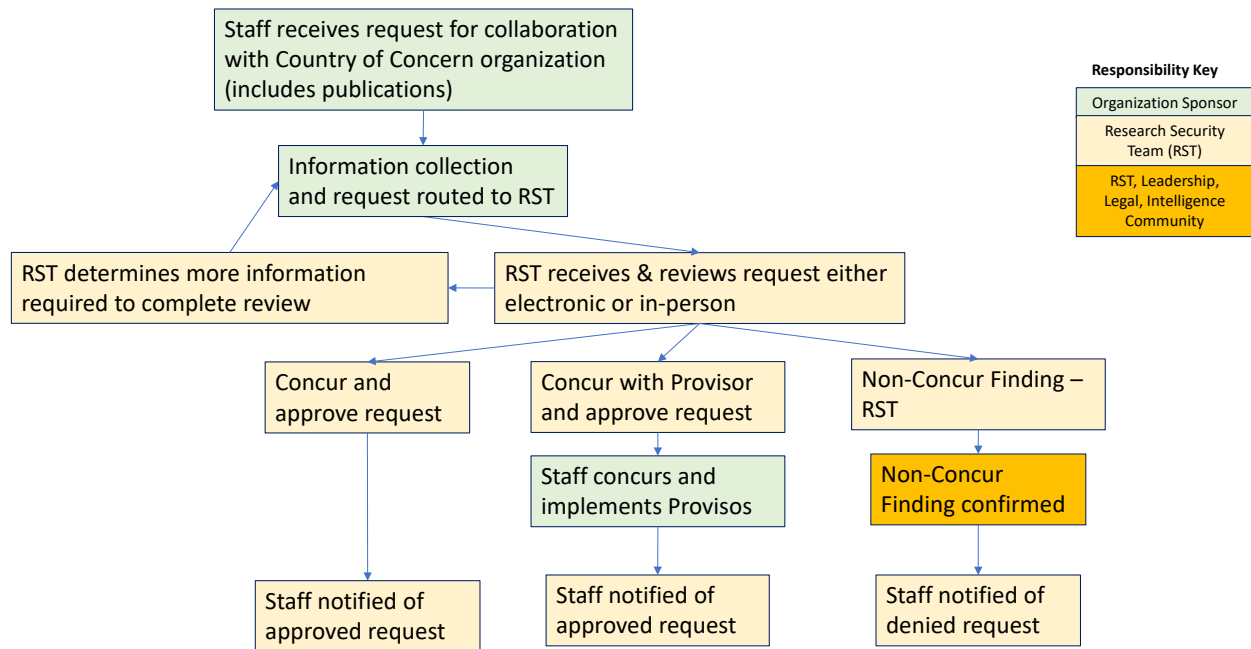 Staff receives request for collaboration
with Country of Concern organization
(includes publications)
Responsibility Key
Organization Sponsor
Research Security
Team (RST)
RST, Leadership,
Legal, Intelligence
Community
Information collection
and request routed to RST
RST determines more information
required to complete review
RST receives & reviews request either
electronic or in-person
Concur and
approve request
Concur with Provisor
and approve request
Non-Concur Finding –
RST
Staff concurs and
implements Provisos
Non-Concur
Finding confirmed
Staff notified of
approved request
Staff notified of
approved request
Staff notified of
denied request